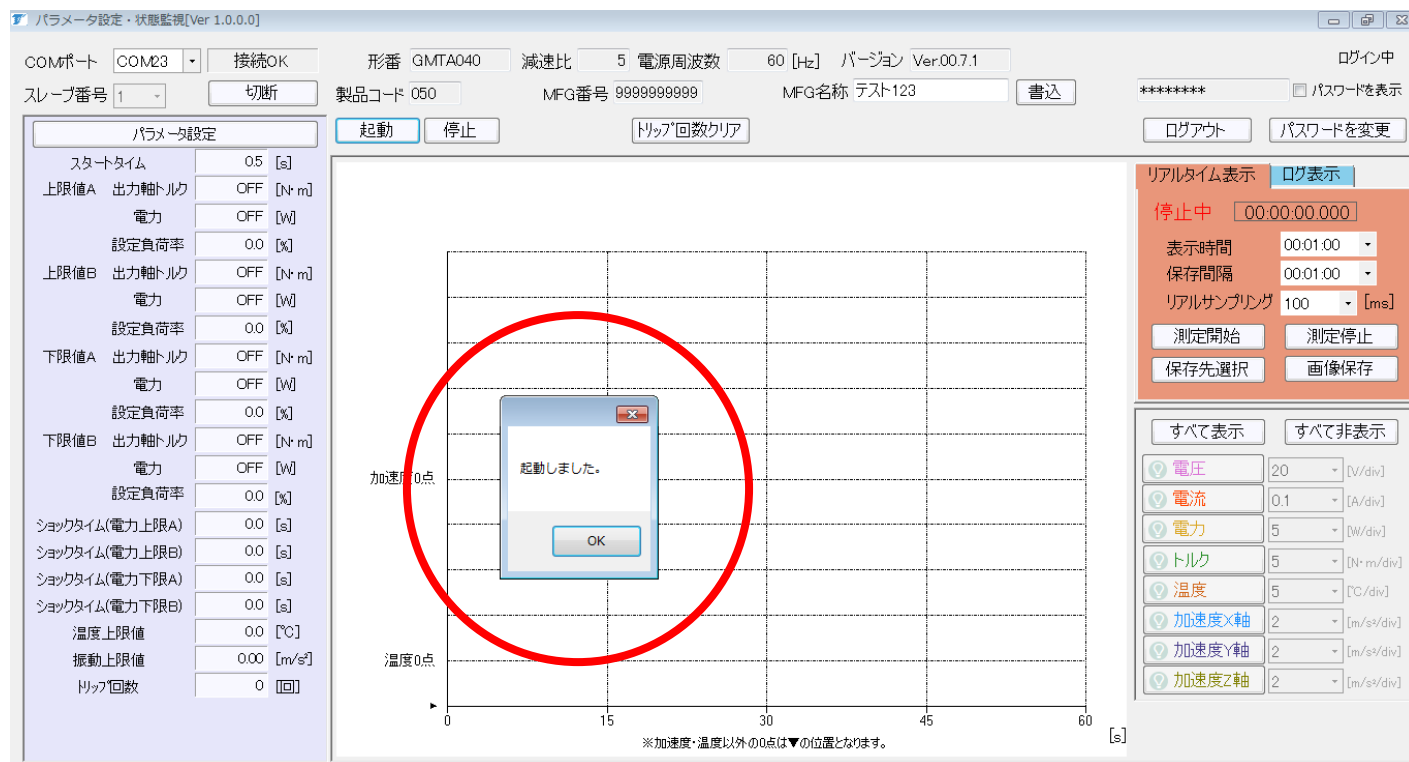 パラメータ設定・状態監視[Ver 1.0.0.0]
COMポート COM23 接続OK 形番 GMTA040 減速比 5 電源周波数 60 [Hz] バージョン Ver.00.7.1 ログイン中
スレーブ番号 1 切断 製品コード 050 MFG番号 9999999999 MFG名称 テスト123 書込 ******** パスワードを表示
パラメータ設定 起動 停止 トリップ回数クリア ログアウト パスワードを変更
スタートタイム 0.5 [s]
上限値A 出力軸トルク OFF [N・m]
電力 OFF [W]
設定負荷率 0.0 [%]
上限値B 出力軸トルク OFF [N・m]
電力 OFF [W]
設定負荷率 0.0 [%]
下限値A 出力軸トルク OFF [N・m]
電力 OFF [W]
設定負荷率 0.0 [%]
下限値B 出力軸トルク OFF [N・m]
電力 OFF [W]
設定負荷率 0.0 [%]
ショックタイム(電力上限A) 0.0 [s]
ショックタイム(電力上限B) 0.0 [s]
ショックタイム(電力下限A) 0.0 [s]
ショックタイム(電力下限B) 0.0 [s]
温度上限値 0.0 [℃]
振動上限値 0.00 [m/s²]
トリップ回数 0 [回]
加速度0点
温度0点
起動しました。
OK
0 15 30 45 60 [s]
※加速度・温度以外の0点は▼の位置となります。
リアルタイム表示 ログ表示
停止中 00:00:00.000
表示時間 00:01:00
保存間隔 00:01:00
リアルサンプリング 100 [ms]
測定開始 測定停止
保存先選択 画像保存
すべて表示 すべて非表示
電圧 20 [V/div]
電流 0.1 [A/div]
電力 5 [W/div]
トルク 5 [N・m/div]
温度 5 [℃/div]
加速度X軸 2 [m/s²/div]
加速度Y軸 2 [m/s²/div]
加速度Z軸 2 [m/s²/div]